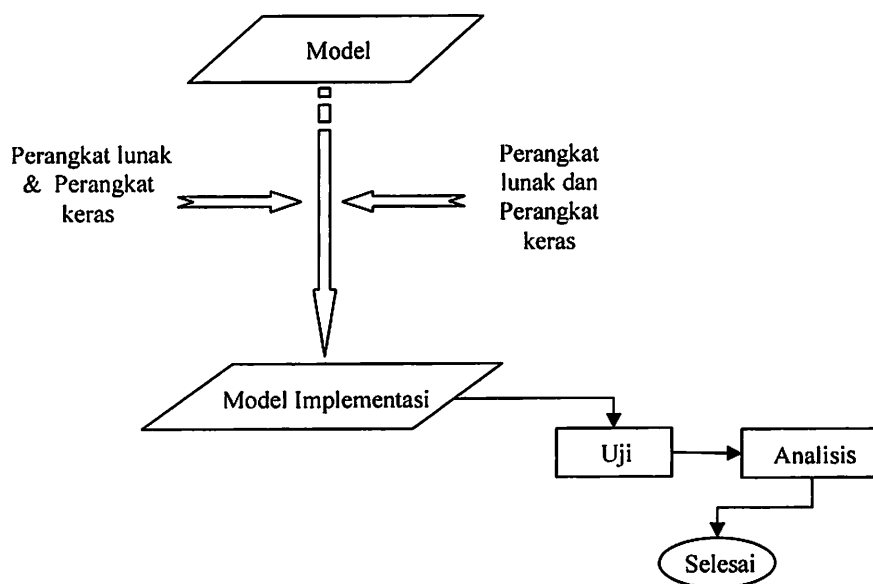 Model
Perangkat lunak
& Perangkat
keras
Perangkat
lunak dan
Perangkat
keras
Model Implementasi
Uji
Analisis
Selesai